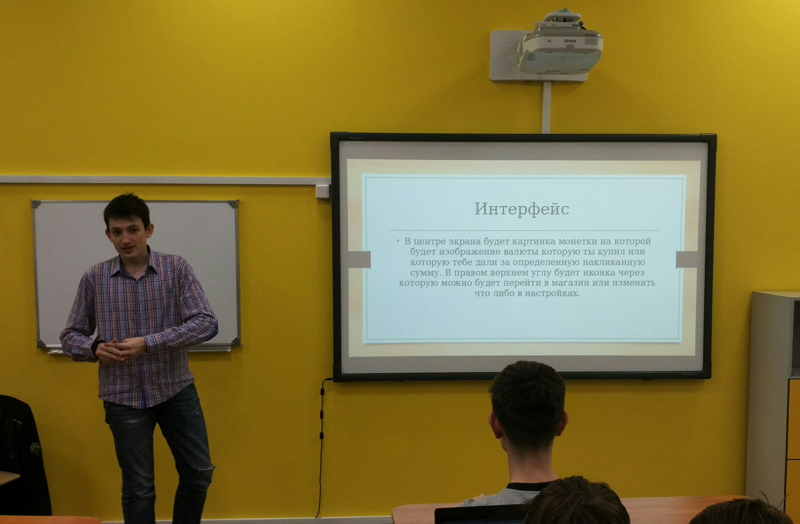 Интерфейс
В центре экрана будет картинка монетки на которой
будет изображение валюты которую ты купил или
которую тебе дали за определенную накликанную
сумму. В правом верхнем углу будет иконка через
которую можно будет перейти в магазин или изменить
что либо в настройках.